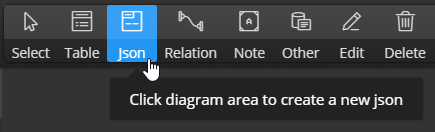 Select Table Json Relation Note Other Edit Delete
Click diagram area to create a new json